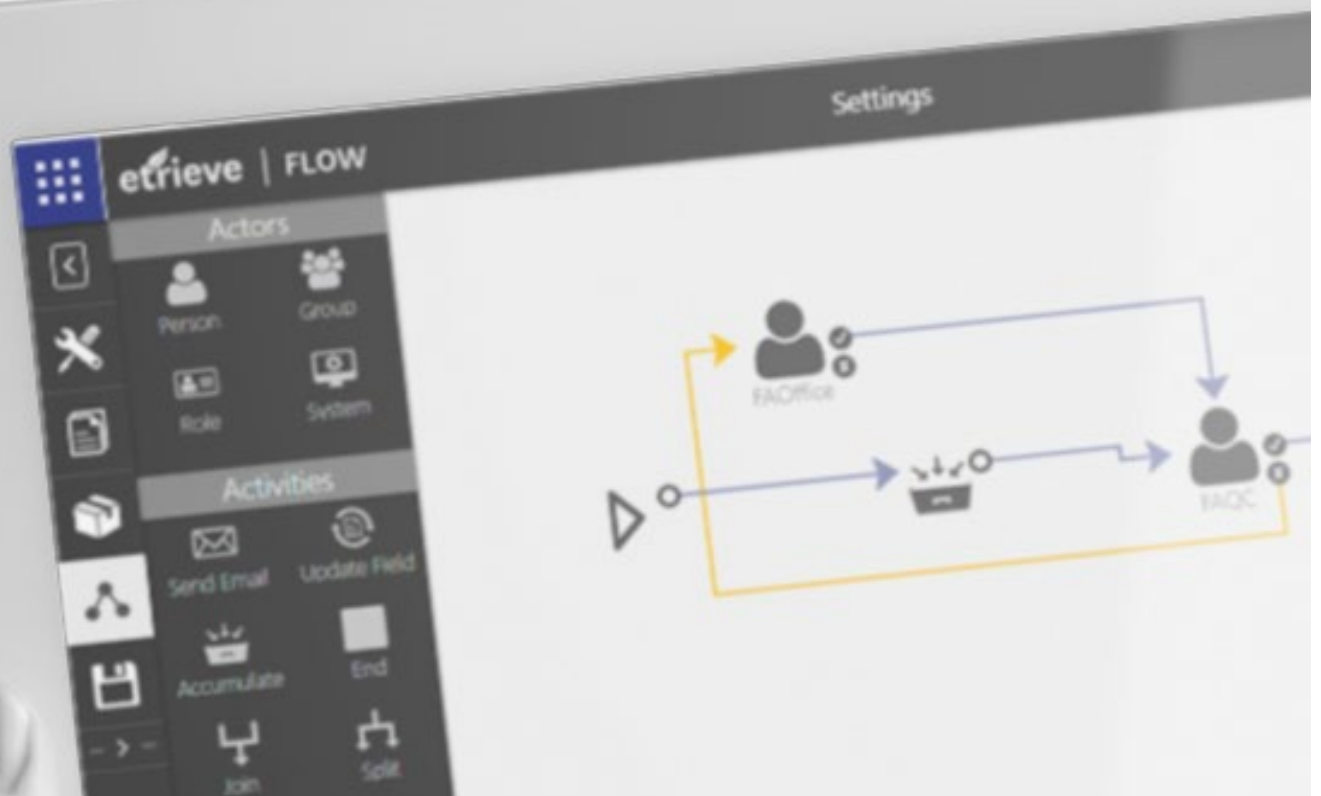 Settings
etrieve | FLOW
Actors
Person Group
Role System
Activities
Send Email Update Field
Accumulate End
Join Split
FAOffice
FAQC